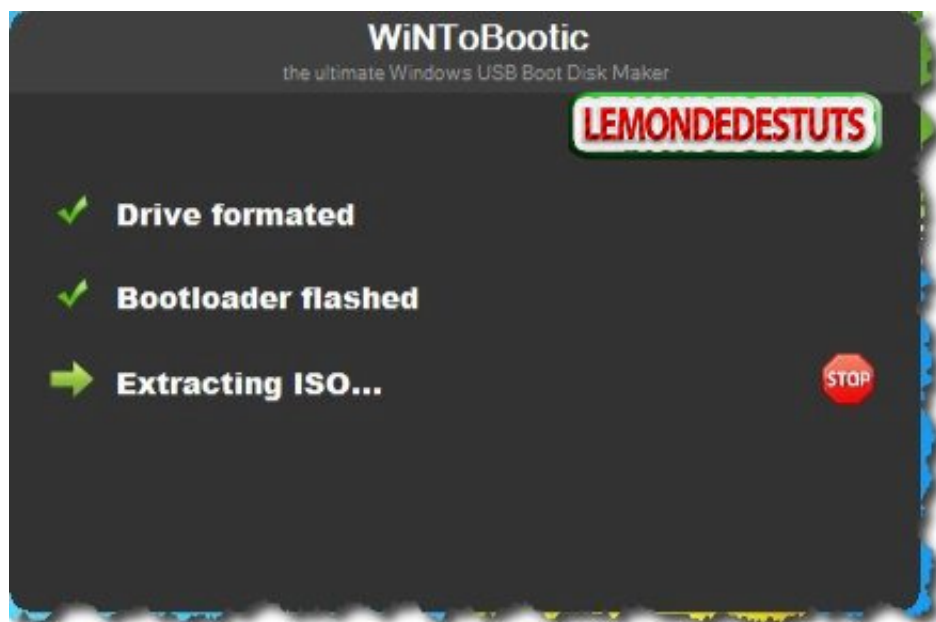 WiNToBootic
the ultimate Windows USB Boot Disk Maker
LEMONDEDESTUTS
Drive formated
Bootloader flashed
Extracting ISO...
STOP